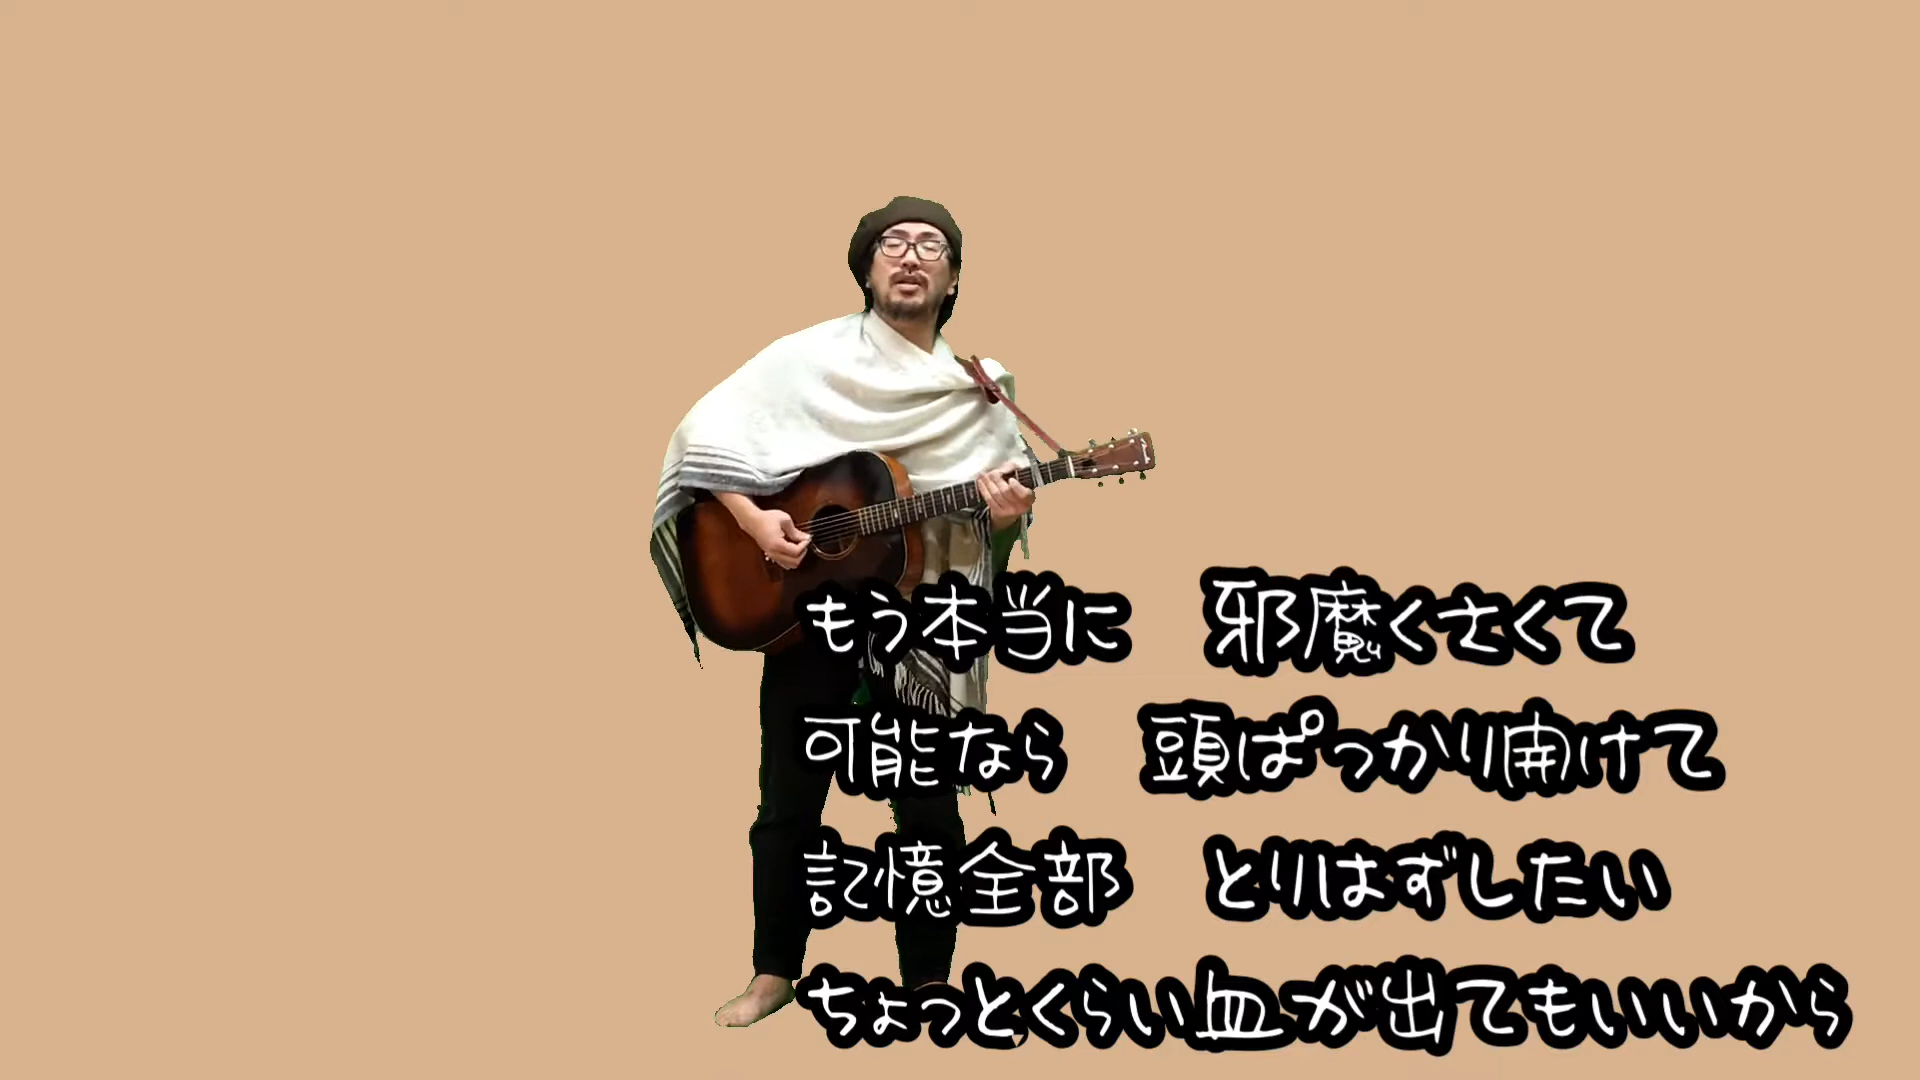 もう本当に　邪魔くさくて
可能なら　頭ぱっかり開けて
記憶全部　とりはずしたい
ちょっとくらい血が出てもいいから